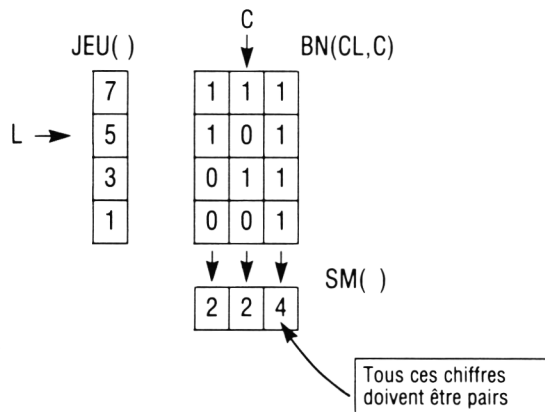 C
JEU( ) BN(CL,C)
7 1 1 1
L 5 1 0 1
3 0 1 1
1 0 0 1
SM( )
2 2 4
Tous ces chiffres
doivent être pairs